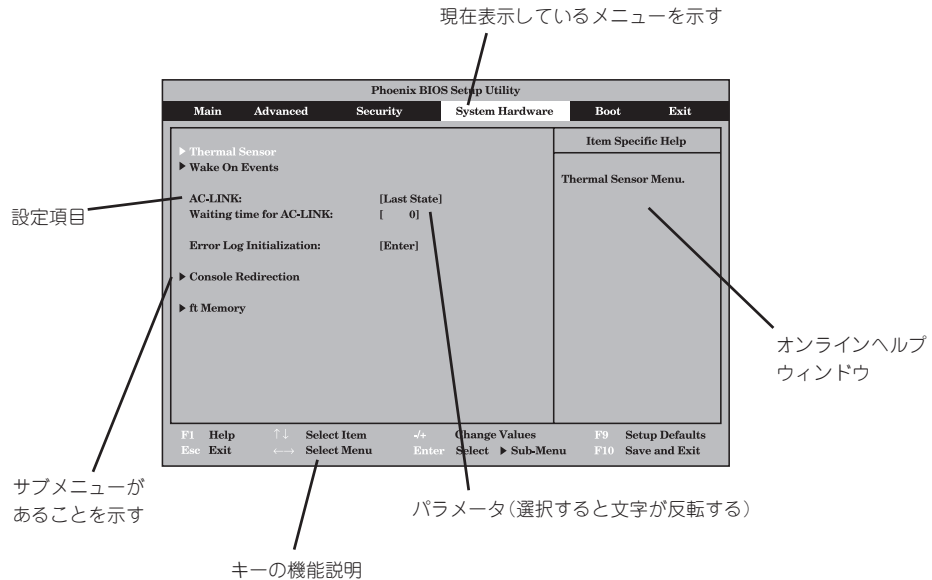 現在表示しているメニューを示す
Phoenix BIOS Setup Utility
Main Advanced Security System Hardware Boot Exit
Item Specific Help
▶ Thermal Sensor
▶ Wake On Events
Thermal Sensor Menu.
設定項目
AC-LINK: [Last State]
Waiting time for AC-LINK: [ 0]
Error Log Initialization: [Enter]
▶ Console Redirection
▶ ft Memory
オンラインヘルプ
ウィンドウ
F1 Help ↑↓ Select Item -/+ Change Values F9 Setup Defaults
Esc Exit ←→ Select Menu Enter Select ▶ Sub-Menu F10 Save and Exit
サブメニューが
あることを示す
パラメータ（選択すると文字が反転する）
キーの機能説明